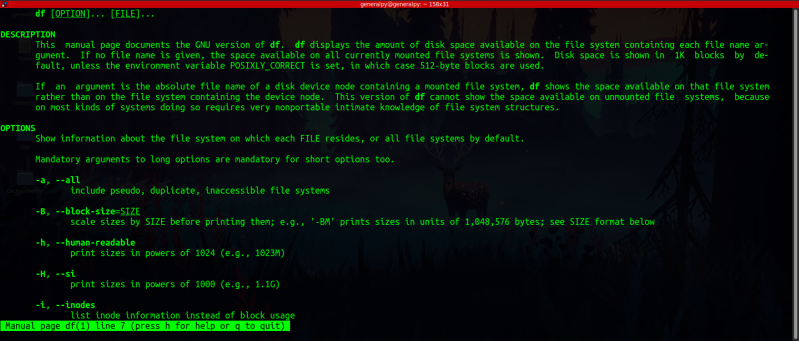 generalpy@generalpy: ~ 158x31
df [OPTION]... [FILE]...
DESCRIPTION
This manual page documents the GNU version of df. df displays the amount of disk space available on the file system containing each file name ar-
gument. If no file name is given, the space available on all currently mounted file systems is shown. Disk space is shown in 1K blocks by de-
fault, unless the environment variable POSIXLY_CORRECT is set, in which case 512-byte blocks are used.
If an argument is the absolute file name of a disk device node containing a mounted file system, df shows the space available on that file system
rather than on the file system containing the device node. This version of df cannot show the space available on unmounted file systems, because
on most kinds of systems doing so requires very nonportable intimate knowledge of file system structures.
OPTIONS
Show information about the file system on which each FILE resides, or all file systems by default.
Mandatory arguments to long options are mandatory for short options too.
-a, --all
include pseudo, duplicate, inaccessible file systems
-B, --block-size=SIZE
scale sizes by SIZE before printing them; e.g., '-BM' prints sizes in units of 1,048,576 bytes; see SIZE format below
-h, --human-readable
print sizes in powers of 1024 (e.g., 1023M)
-H, --si
print sizes in powers of 1000 (e.g., 1.1G)
-i, --inodes
list inode information instead of block usage
Manual page df(1) line 7 (press h for help or q to quit)